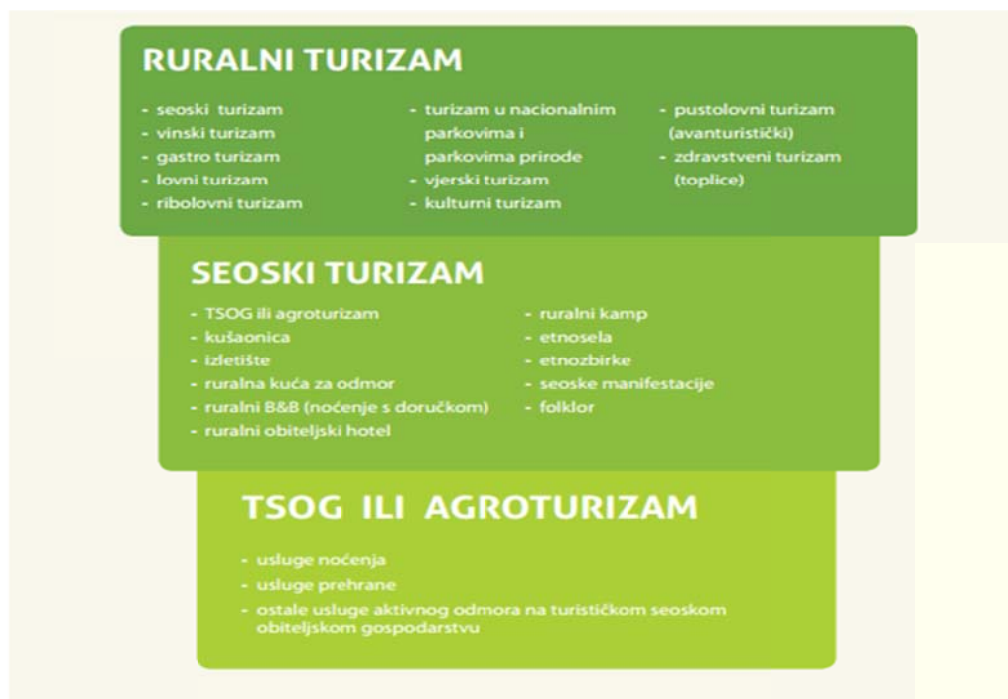 RURALNI TURIZAM
- seoski turizam
- vinski turizam
- gastro turizam
- lovni turizam
- ribolovni turizam
- turizam u nacionalnim
parkovima i
parkovima prirode
- vjerski turizam
- kulturni turizam
- pustolovni turizam
(avanturistički)
- zdravstveni turizam
(toplice)
SEOSKI TURIZAM
- TSOG ili agroturizam
- kušaonica
- izletište
- ruralna kuća za odmor
- ruralni B&B (noćenje s doručkom)
- ruralni obiteljski hotel
- ruralni kamp
- etnosela
- etnozbirke
- seoske manifestacije
- folklor
TSOG ILI AGROTURIZAM
- usluge noćenja
- usluge prehrane
- ostale usluge aktivnog odmora na turističkom seoskom
obiteljskom gospodarstvu